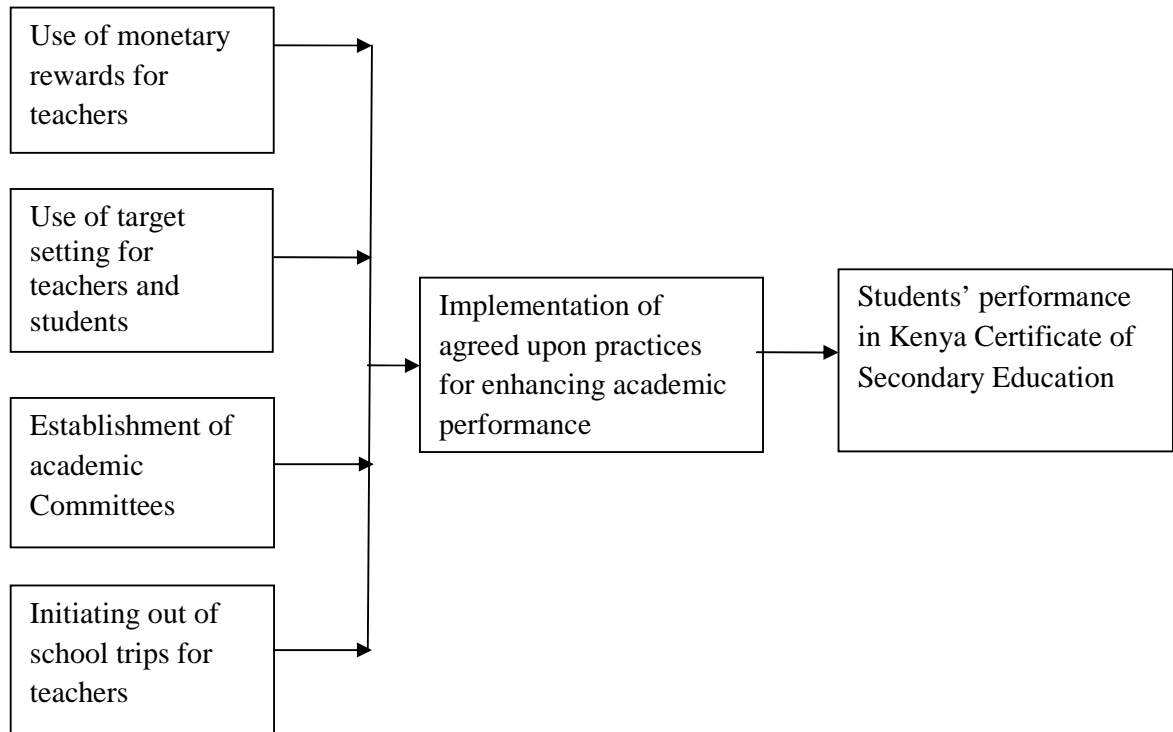 Use of monetary
rewards for
teachers
Use of target
setting for
teachers and
students
Establishment of
academic
Committees
Initiating out of
school trips for
teachers
Implementation of
agreed upon practices
for enhancing academic
performance
Students’ performance
in Kenya Certificate of
Secondary Education